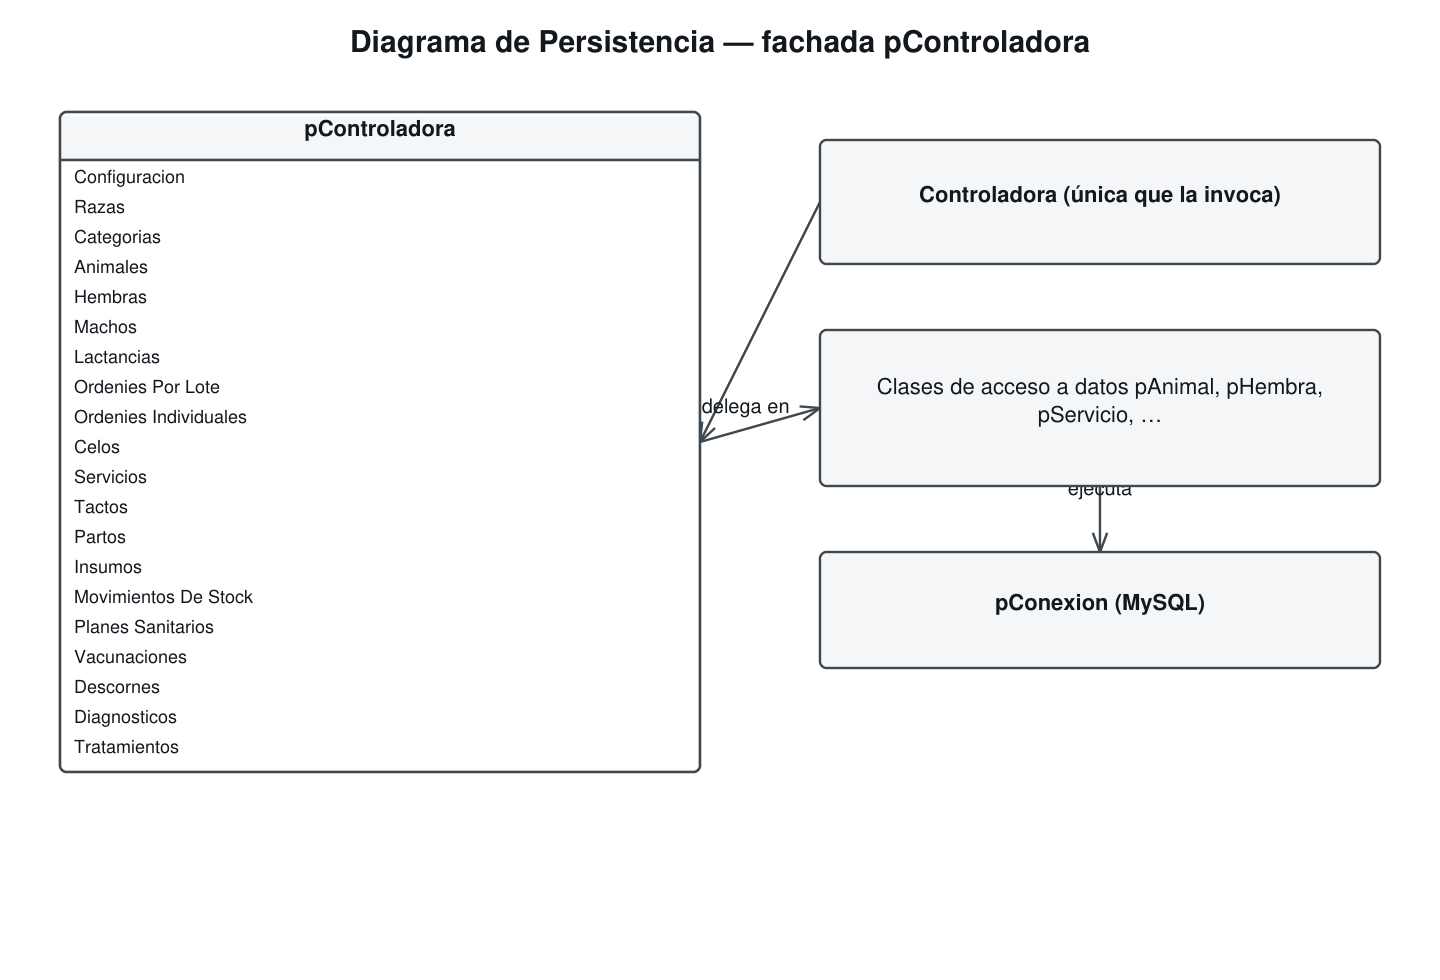 Diagrama de Persistencia — fachada pControladora
pControladora
Configuracion
Razas
Categorias
Animales
Hembras
Machos
Lactancias
Ordenies Por Lote
Ordenies Individuales
Celos
Servicios
Tactos
Partos
Insumos
Movimientos De Stock
Planes Sanitarios
Vacunaciones
Descornes
Diagnosticos
Tratamientos
Controladora (única que la invoca)
delega en
Clases de acceso a datos pAnimal, pHembra,
pServicio, …
ejecuta
pConexion (MySQL)